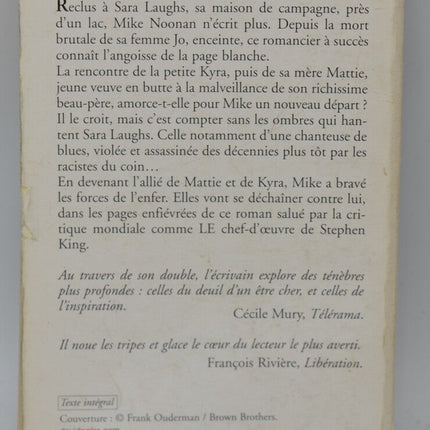 Reclus à Sara Laughs, sa maison de campagne, près
d'un lac, Mike Noonan n'écrit plus. Depuis la mort
brutale de sa femme Jo, enceinte, ce romancier à succès
connaît l'angoisse de la page blanche.
La rencontre de la petite Kyra, puis de sa mère Mattie,
jeune veuve en butte à la malveillance de son richissime
beau-père, amorce-t-elle pour Mike un nouveau départ ?
Il le croit, mais c'est compter sans les ombres qui han-
tent Sara Laughs. Celle notamment d'une chanteuse de
blues, violée et assassinée des décennies plus tôt par les
racistes du coin...
En devenant l'allié de Mattie et de Kyra, Mike a bravé
les forces de l'enfer. Elles vont se déchaîner contre lui,
dans les pages enfiévrées de ce roman salué par la cri-
tique mondiale comme LE chef-d'œuvre de Stephen
King.
Au travers de son double, l'écrivain explore des ténèbres
plus profondes : celles du deuil d'un être cher, et celles de
l'inspiration.
Cécile Mury, Télérama.
Il noue les tripes et glace le cœur du lecteur le plus averti.
François Rivière, Libération.
Texte intégral
Couverture : © Frank Ouderman / Brown Brothers.